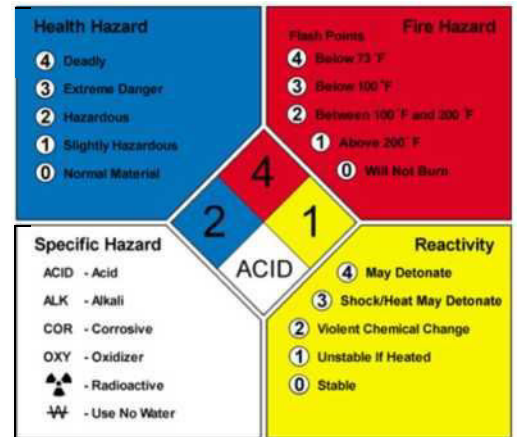 Health Hazard
4 Deadly
3 Extreme Danger
2 Hazardous
1 Slightly Hazardous
0 Normal Material
Fire Hazard
Flash Points
4 Below 73 °F
3 Below 100 °F
2 Between 100 °F and 200 °F
1 Above 200° F
0 Will Not Burn
4
2
1
ACID
Specific Hazard
ACID - Acid
ALK - Alkali
COR - Corrosive
OXY - Oxidizer
- Radioactive
W - Use No Water
Reactivity
4 May Detonate
3 Shock/Heat May Detonate
2 Violent Chemical Change
1 Unstable If Heated
0 Stable